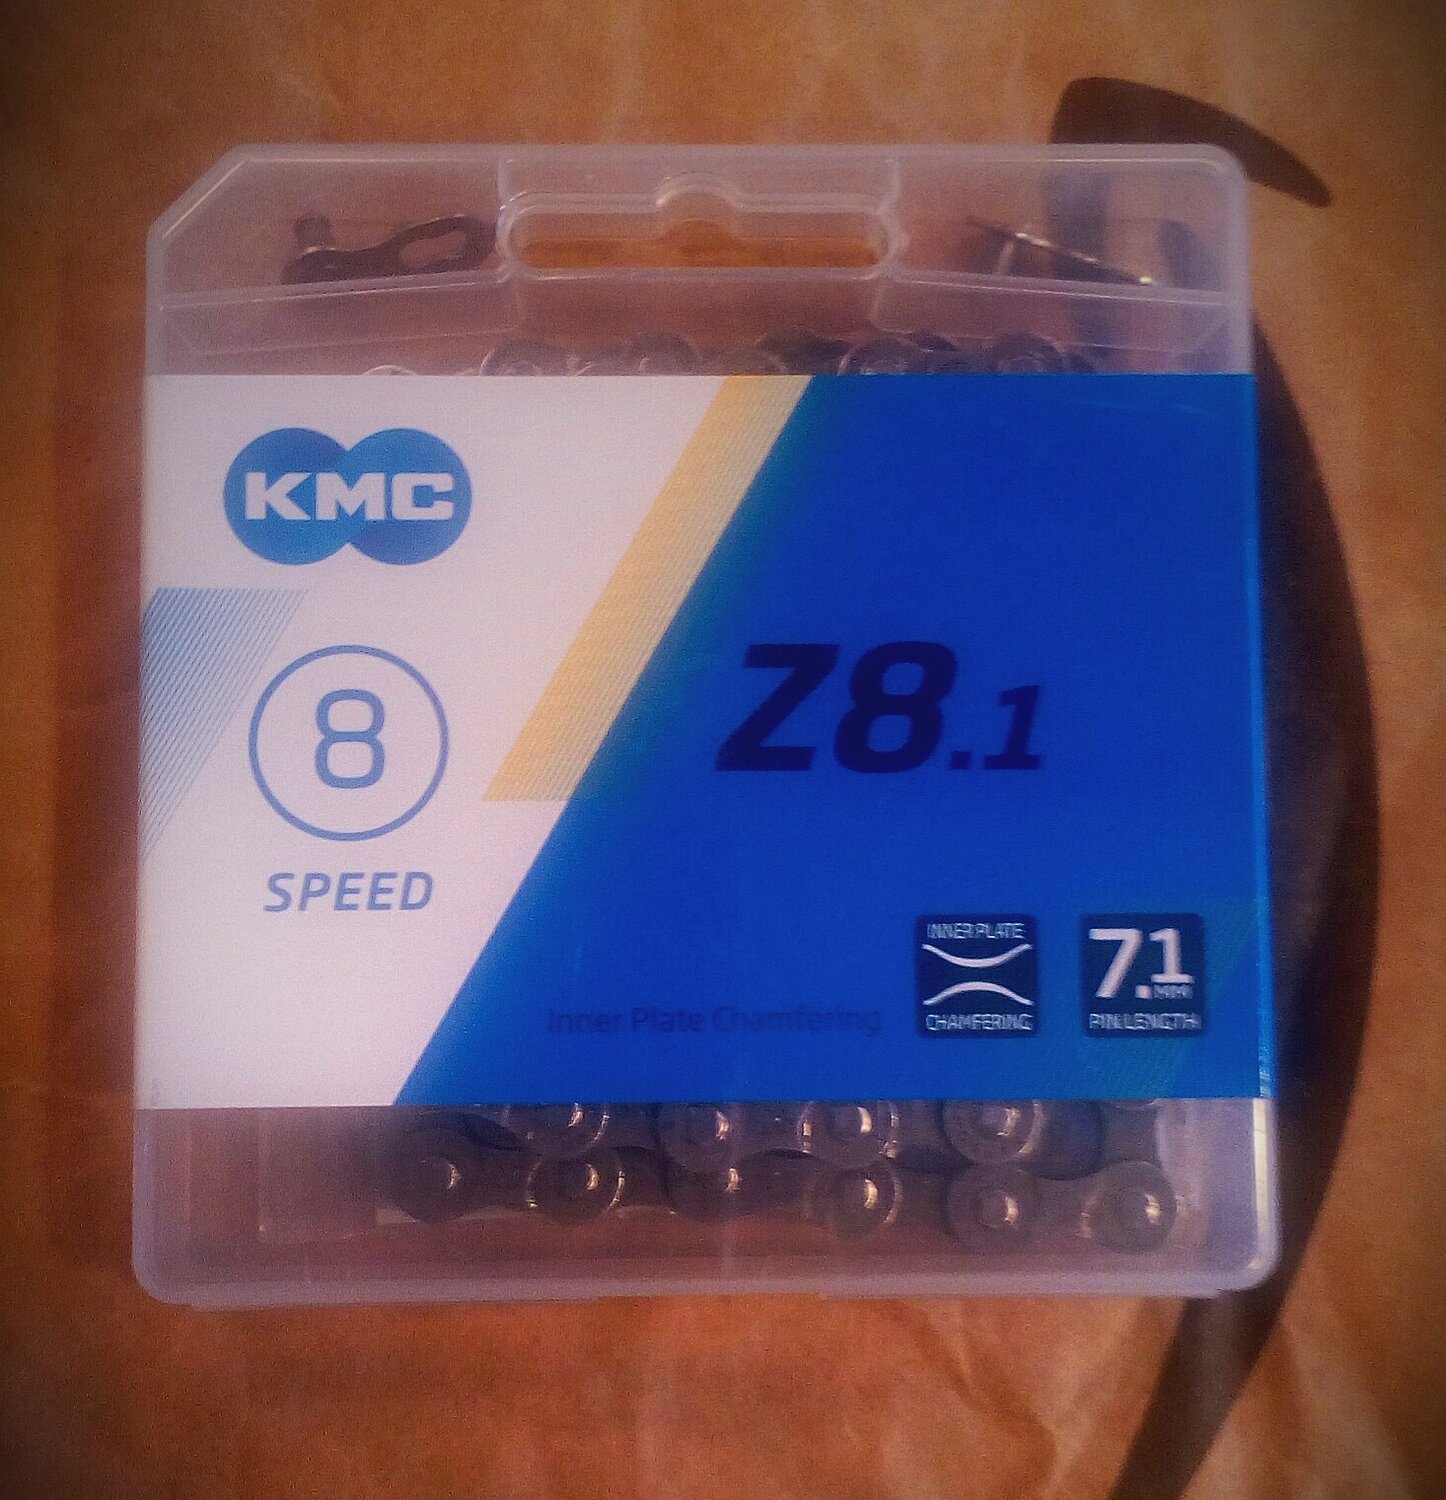 KMC
8
SPEED
Z8.1
Inner Plate Chamfering
INNER PLATE
CHAMFERING
7.1
MM
PIN LENGTH